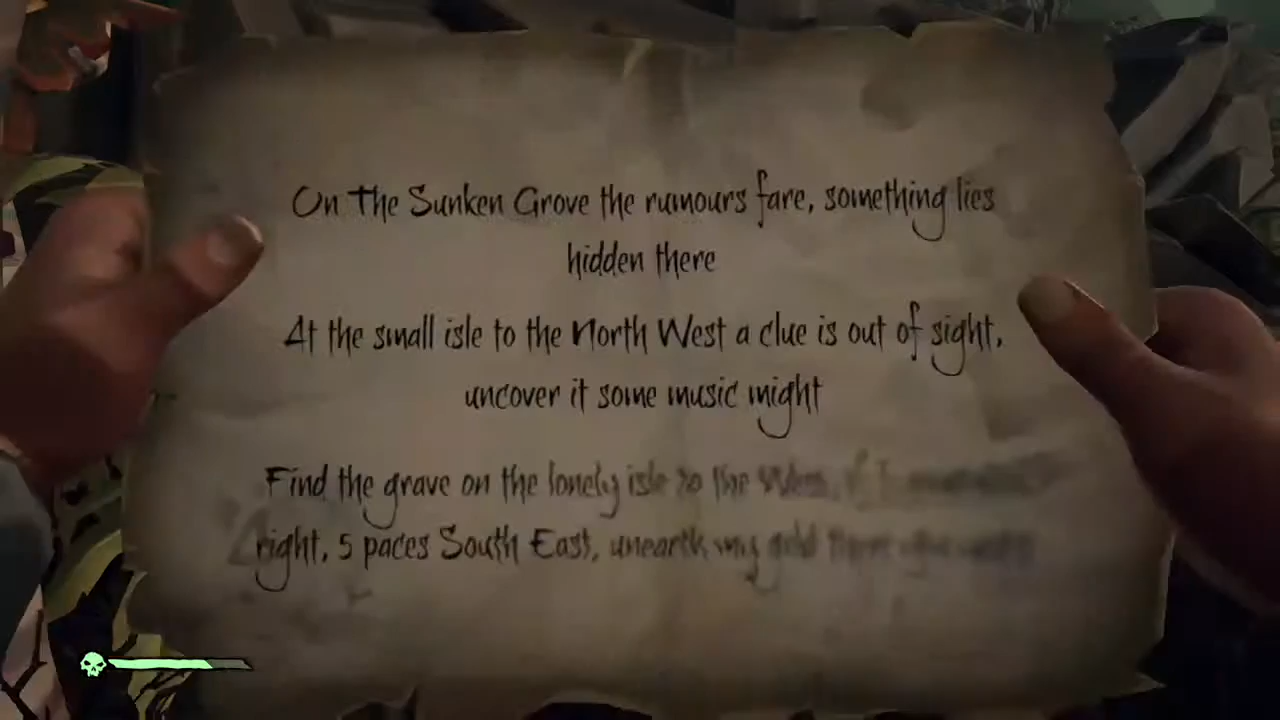 On The Sunken Grove the rumours fare, something lies
hidden there
At the small isle to the North West a clue is out of sight,
uncover it some music might
Find the grave on the lonely isle to the
right, 5 paces South East, unearth my gold